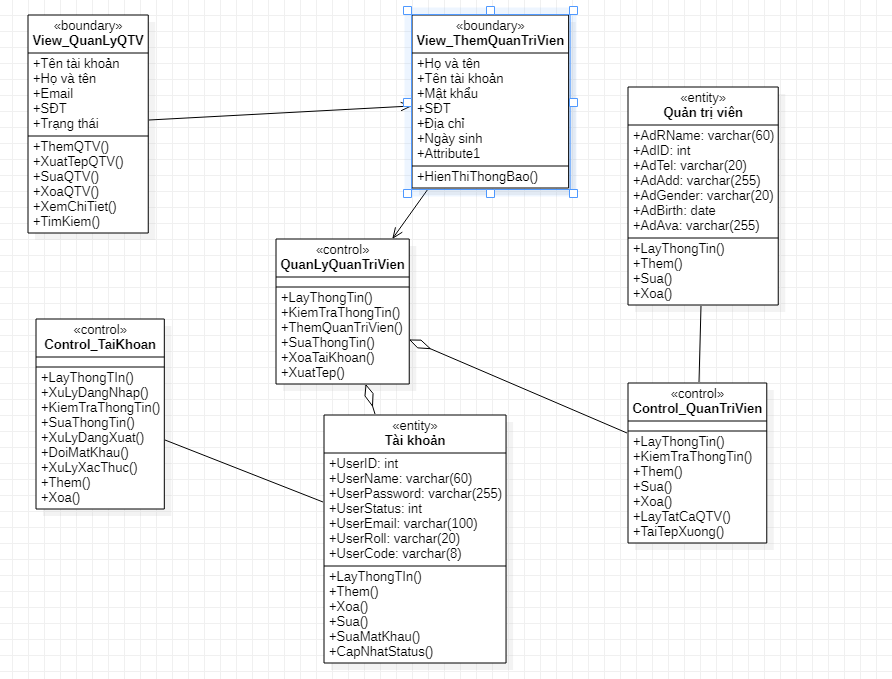 «boundary»
View_QuanLyQTV
+Tên tài khoản
+Họ và tên
+Email
+SĐT
+Trạng thái
+ThemQTV()
+XuatTepQTV()
+SuaQTV()
+XoaQTV()
+XemChiTiet()
+TimKiem()
«boundary»
View_ThemQuanTriVien
+Họ và tên
+Tên tài khoản
+Mật khẩu
+SĐT
+Địa chỉ
+Ngày sinh
+Attribute1
+HienThiThongBao()
«entity»
Quản trị viên
+AdRName: varchar(60)
+AdID: int
+AdTel: varchar(20)
+AdAdd: varchar(255)
+AdGender: varchar(20)
+AdBirth: date
+AdAva: varchar(255)
+LayThongTin()
+Them()
+Sua()
+Xoa()
«control»
QuanLyQuanTriVien
+LayThongTin()
+KiemTraThongTin()
+ThemQuanTriVien()
+SuaThongTin()
+XoaTaiKhoan()
+XuatTep()
«control»
Control_TaiKhoan
+LayThongTIn()
+XuLyDangNhap()
+KiemTraThongTin()
+SuaThongTin()
+XuLyDangXuat()
+DoiMatKhau()
+XuLyXacThuc()
+Them()
+Xoa()
«entity»
Tài khoản
+UserID: int
+UserName: varchar(60)
+UserPassword: varchar(255)
+UserStatus: int
+UserEmail: varchar(100)
+UserRoll: varchar(20)
+UserCode: varchar(8)
+LayThongTIn()
+Them()
+Xoa()
+Sua()
+SuaMatKhau()
+CapNhatStatus()
«control»
Control_QuanTriVien
+LayThongTin()
+KiemTraThongTin()
+Them()
+Sua()
+Xoa()
+LayTatCaQTV()
+TaiTepXuong()